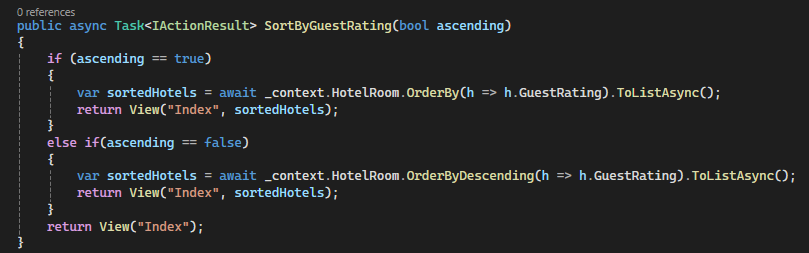 0 references
public async Task<IActionResult> SortByGuestRating(bool ascending)
{
if (ascending == true)
{
var sortedHotels = await _context.HotelRoom.OrderBy(h => h.GuestRating).ToListAsync();
return View("Index", sortedHotels);
}
else if(ascending == false)
{
var sortedHotels = await _context.HotelRoom.OrderByDescending(h => h.GuestRating).ToListAsync();
return View("Index", sortedHotels);
}
return View("Index");
}